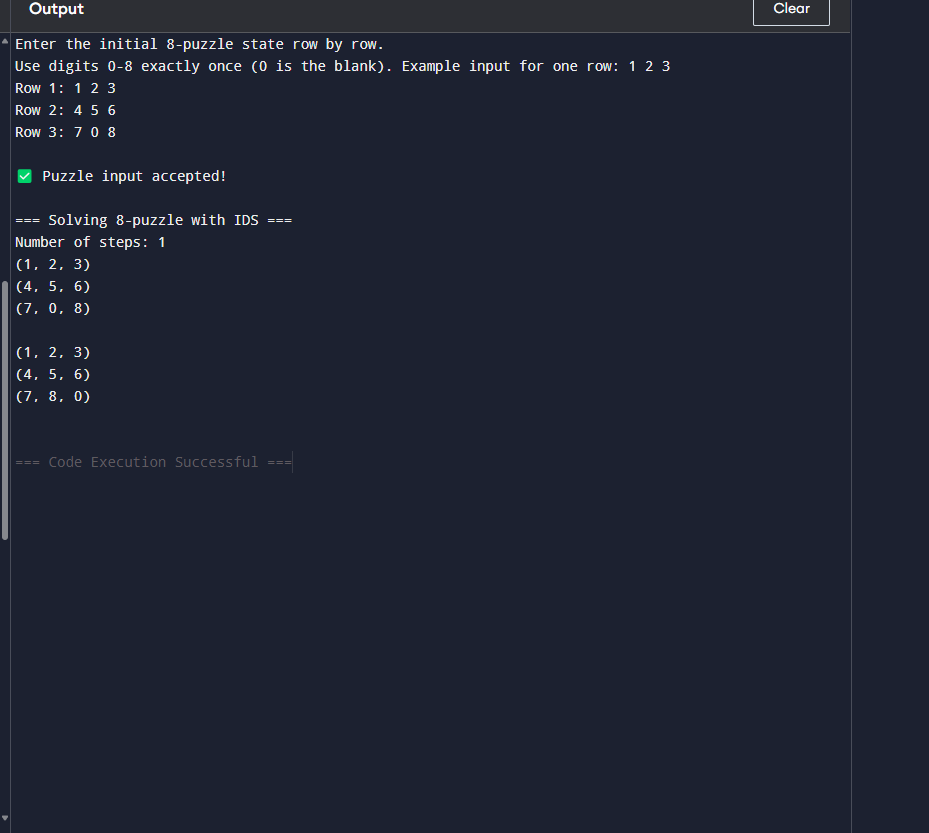 Output
Clear
Enter the initial 8-puzzle state row by row.
Use digits 0-8 exactly once (0 is the blank). Example input for one row: 1 2 3
Row 1: 1 2 3
Row 2: 4 5 6
Row 3: 7 0 8
✅ Puzzle input accepted!
=== Solving 8-puzzle with IDS ===
Number of steps: 1
(1, 2, 3)
(4, 5, 6)
(7, 0, 8)
(1, 2, 3)
(4, 5, 6)
(7, 8, 0)
=== Code Execution Successful ===